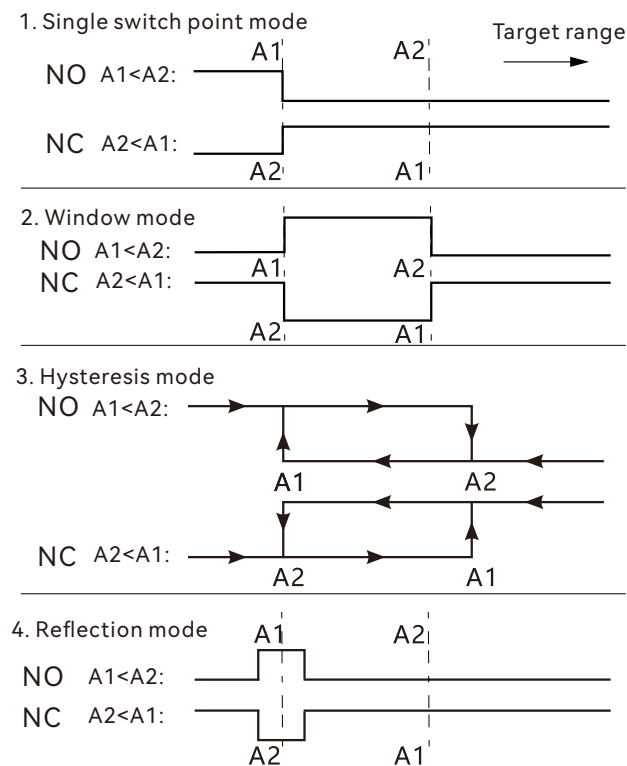 1. Single switch point mode
Target range
A1 A2
NO A1<A2:
NC A2<A1:
A2 A1
2. Window mode
NO A1<A2:
A1 A2
NC A2<A1:
A2 A1
3. Hysteresis mode
NO A1<A2:
A1 A2
NC A2<A1:
A2 A1
4. Reflection mode
A1 A2
NO A1<A2:
NC A2<A1:
A2 A1